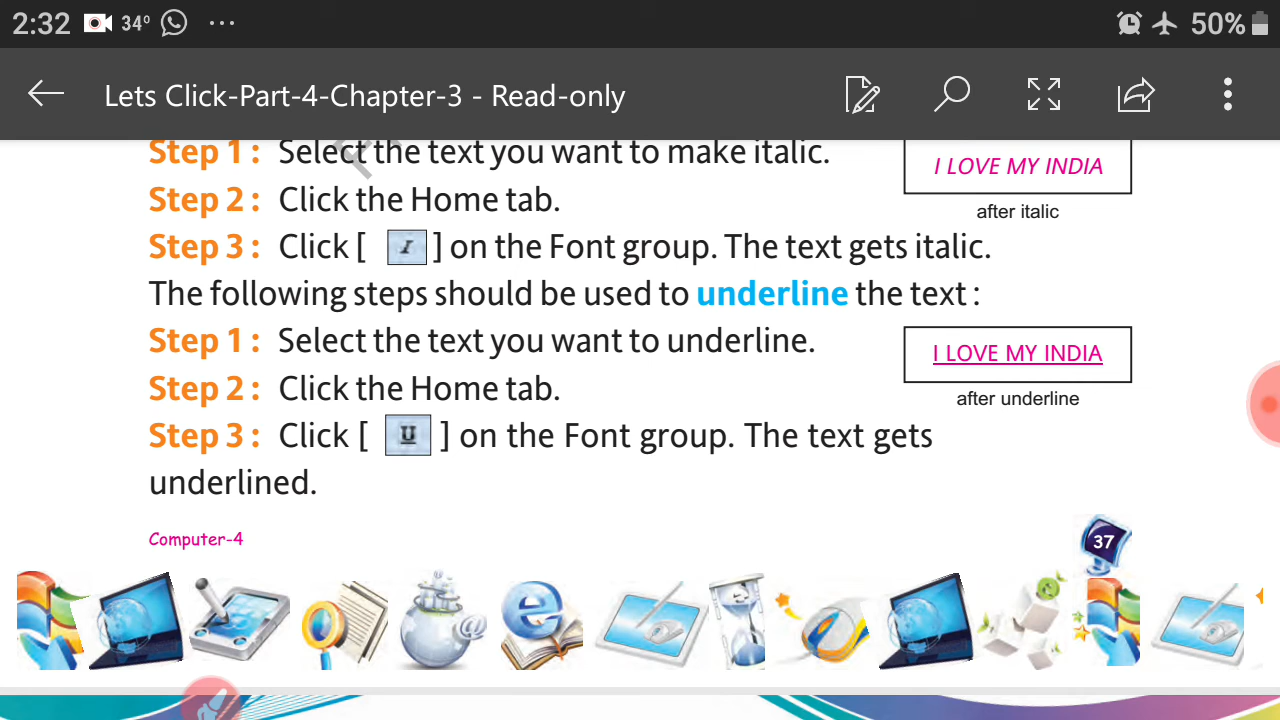 2:32 34° ... 50%
Lets Click-Part-4-Chapter-3 - Read-only
Step 1 : Select the text you want to make italic.
I LOVE MY INDIA
Step 2 : Click the Home tab.
after italic
Step 3 : Click [ I ] on the Font group. The text gets italic.
The following steps should be used to underline the text :
Step 1 : Select the text you want to underline.
I LOVE MY INDIA
Step 2 : Click the Home tab.
after underline
Step 3 : Click [ U ] on the Font group. The text gets
underlined.
Computer-4
37